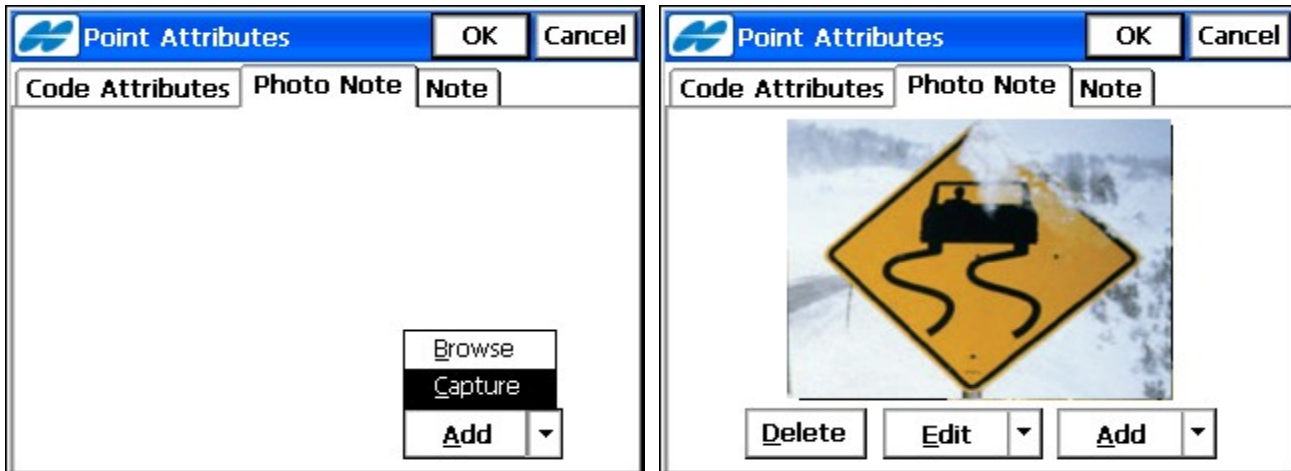 Point Attributes OK Cancel
Code Attributes Photo Note Note
Browse
Capture
Add
Point Attributes OK Cancel
Code Attributes Photo Note Note
Delete Edit Add